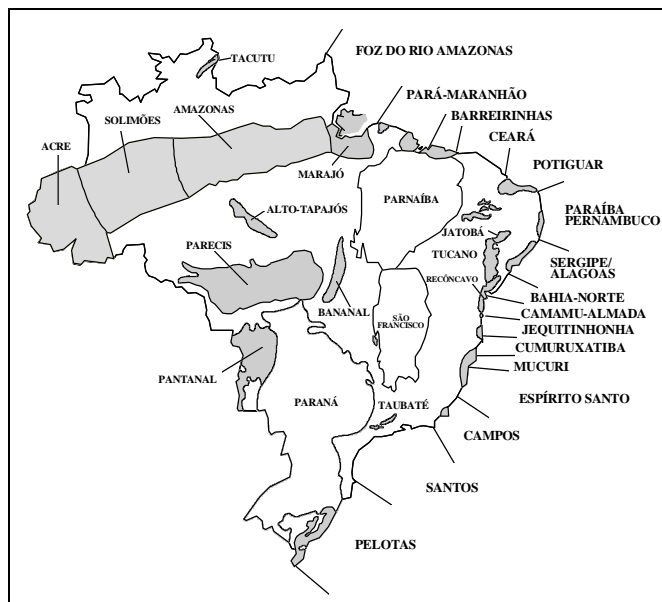 FOZ DO RIO AMAZONAS
TACUTU
PARÁ-MARANHÃO
AMAZONAS
BARREIRINHAS
SOLIMÕES
CEARÁ
ACRE
POTIGUAR
MARAJÓ
PARNAÍBA
ALTO-TAPAJÓS
PARAÍBA
PERNAMBUCO
JATOBÁ
PARECIS
TUCANO
SERGIPE/
ALAGOAS
RECÔNCAVO
BAHIA-NORTE
BANANAL
SÃO
FRANCISCO
CAMAMU-ALMADA
JEQUITINHONHA
CUMURUXATIBA
MUCURI
PANTANAL
ESPÍRITO SANTO
PARANÁ
TAUBATÉ
CAMPOS
SANTOS
PELOTAS